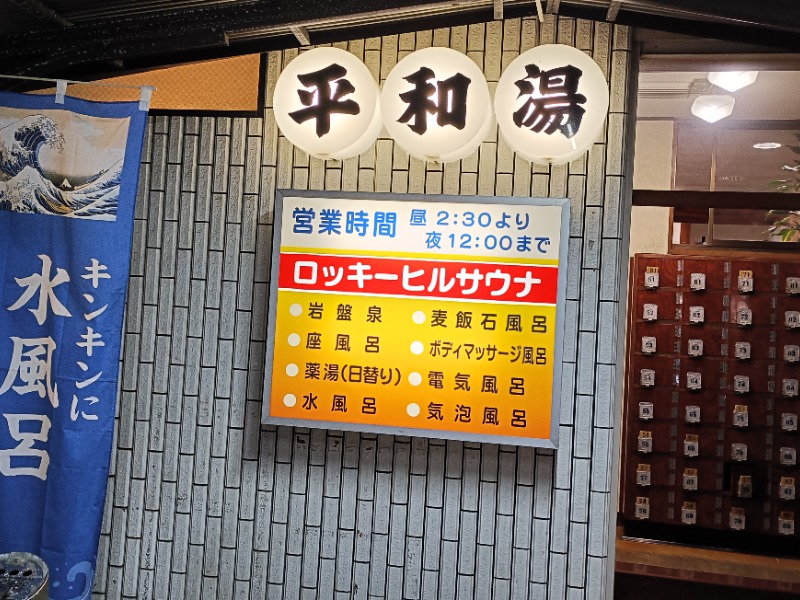 平和湯
営業時間 昼2:30より
夜12:00まで
ロッキーヒルサウナ
岩盤泉
麦飯石風呂
座風呂
ボディマッサージ風呂
薬湯(日替り)
電気風呂
水風呂
気泡風呂
キンキンに
水風呂